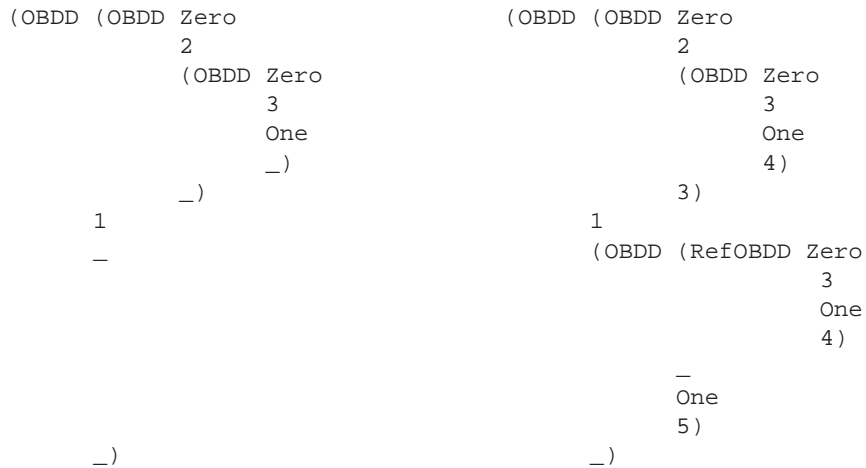 (OBDD (OBDD Zero
2
(OBDD Zero
3
One
_)
_)
1
_
_)
(OBDD (OBDD Zero
2
(OBDD Zero
3
One
4)
3)
1
(OBDD (RefOBDD Zero
3
One
4)
_
One
5)
_)